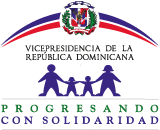 VICEPRESIDENCIA DE LA
REPÚBLICA DOMINICANA
PROGRESANDO
CON SOLIDARIDAD